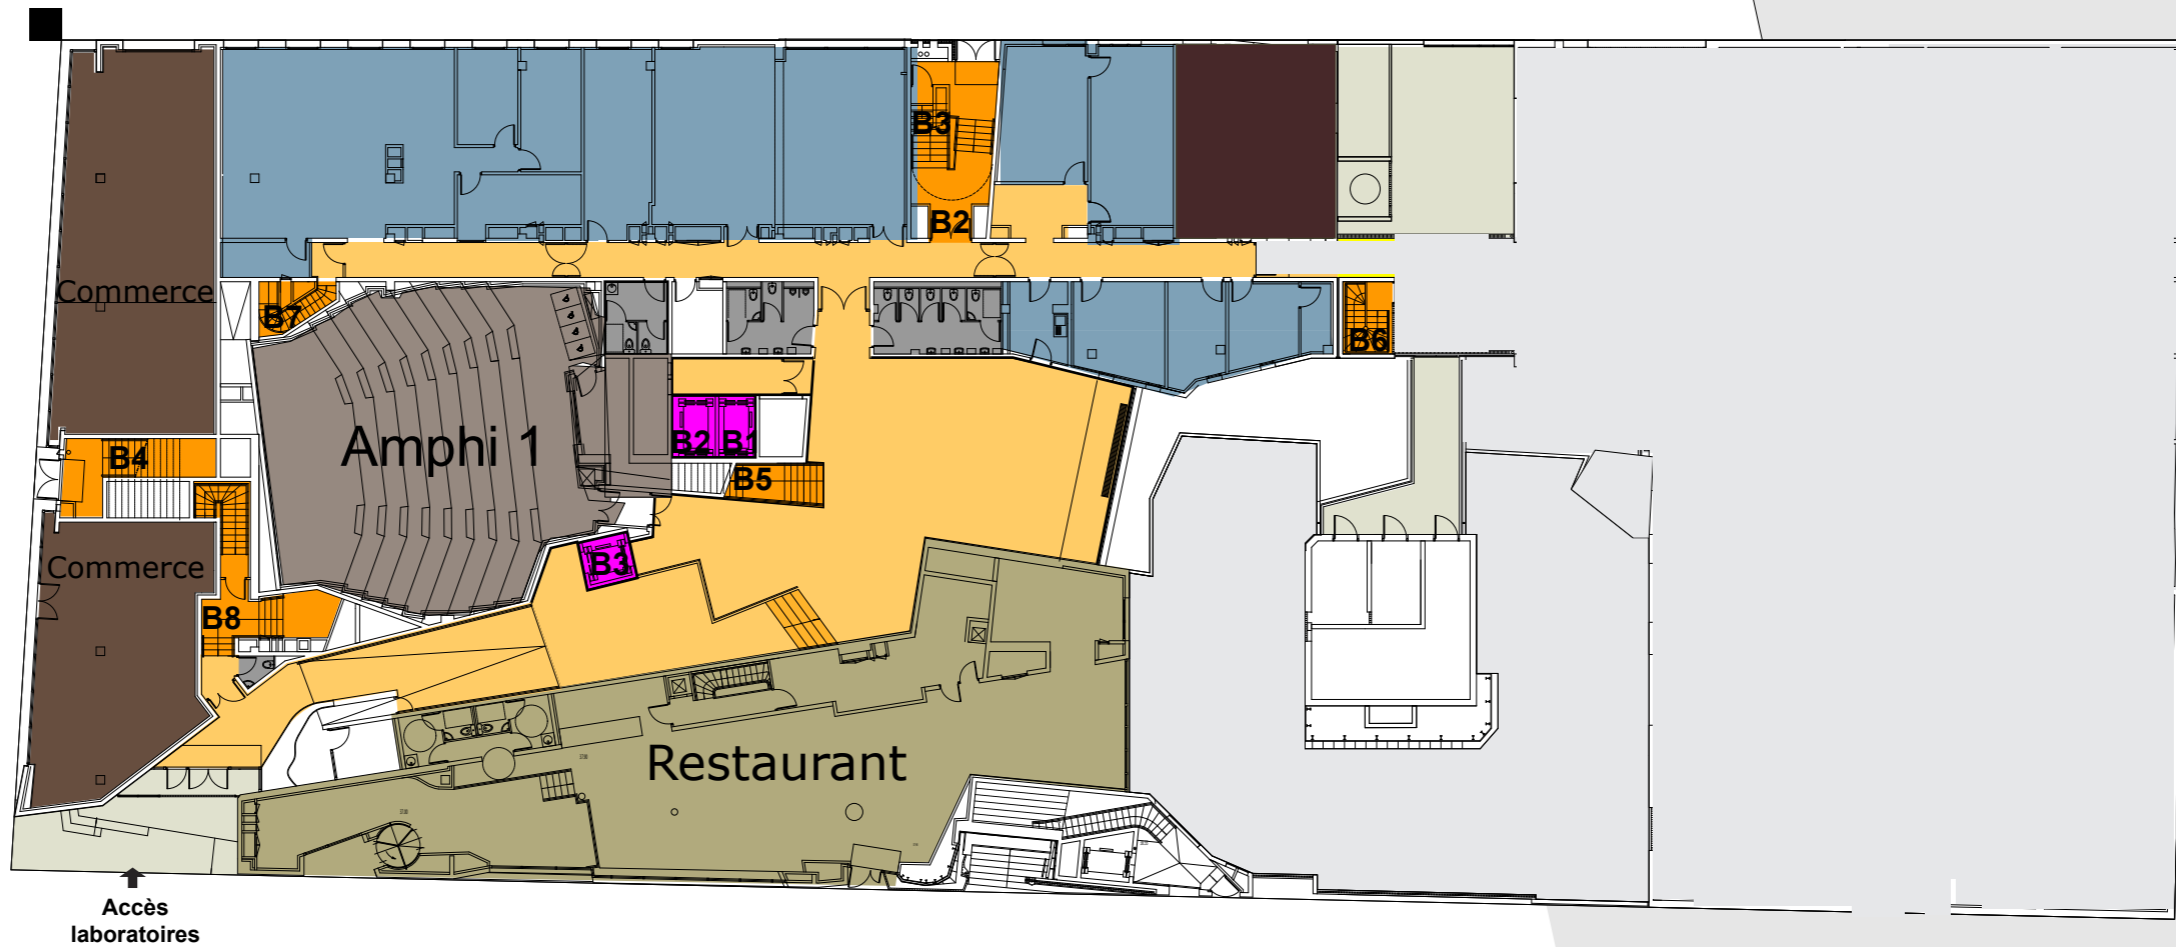 B3
B2
Commerce
B7
B6
Amphi 1
B2
B1
B4
B5
B3
Commerce
B8
Restaurant
Accès
laboratoires